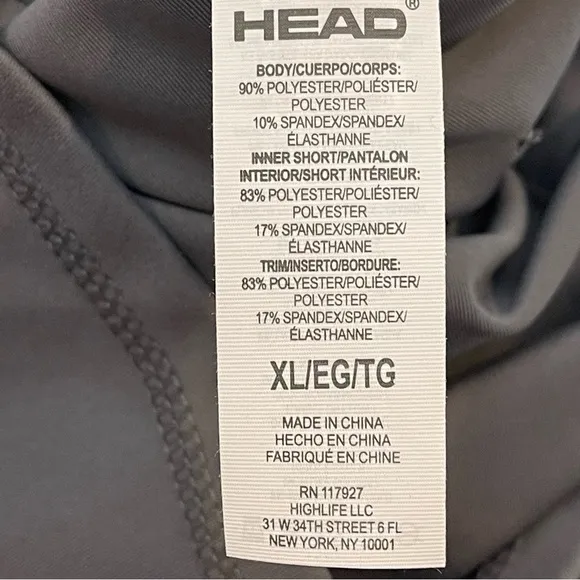 HEAD®
BODY/CUERPO/CORPS:
90% POLYESTER/POLIÉSTER/
POLYESTER
10% SPANDEX/SPANDEX/
ÉLASTHANNE
INNER SHORT/PANTALON
INTERIOR/SHORT INTÉRIEUR:
83% POLYESTER/POLIÉSTER/
POLYESTER
17% SPANDEX/SPANDEX/
ÉLASTHANNE
TRIM/INSERTO/BORDURE:
83% POLYESTER/POLIÉSTER/
POLYESTER
17% SPANDEX/SPANDEX/
ÉLASTHANNE
XL/EG/TG
MADE IN CHINA
HECHO EN CHINA
FABRIQUÉ EN CHINE
RN 117927
HIGHLIFE LLC
31 W 34TH STREET 6 FL
NEW YORK, NY 10001